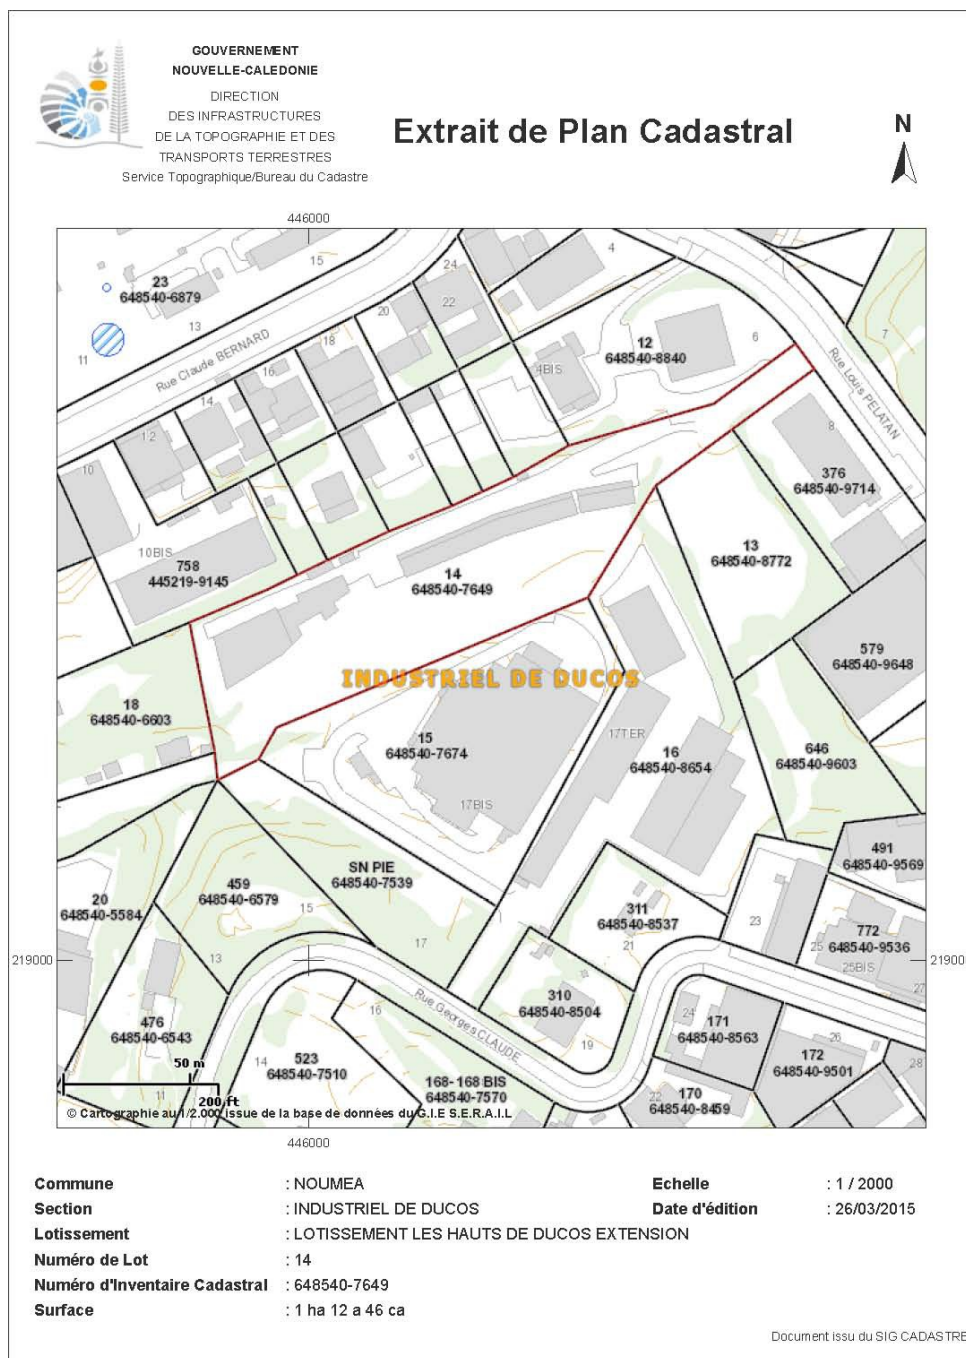 GOUVERNEMENT
NOUVELLE-CALEDONIE
DIRECTION
DES INFRASTRUCTURES
DE LA TOPOGRAPHIE ET DES
TRANSPORTS TERRESTRES
Service Topographique/Bureau du Cadastre
Extrait de Plan Cadastral
N
446000
23
648540-6879
15
13
11
Rue Claude BERNARD
24
22
20
18
16
14
12
10
4
12
648540-8840
6
4BIS
7
Rue Louis PELATAN
8
376
648540-9714
13
648540-8772
10BIS
758
445219-9145
14
648540-7649
579
648540-9648
INDUSTRIEL DE DUCOS
18
648540-6603
15
648540-7674
17TER
16
648540-8654
646
648540-9603
17BIS
491
648540-9569
SN PIE
648540-7539
459
648540-6579
20
648540-5584
15
17
13
311
648540-8537
21
23
772
648540-9536
25
25BIS
27
219000
219000
Rue Georges CLAUDE
310
648540-8504
19
476
648540-6543
11
14
16
523
648540-7510
168- 168 BIS
648540-7570
24
171
648540-8563
26
172
648540-9501
28
22
170
648540-8459
50 m
200 ft
© Cartographie au 1/2.000 issue de la base de données du G.I.E S.E.R.A.I.L
446000
Commune : NOUMEA Echelle : 1 / 2000
Section : INDUSTRIEL DE DUCOS Date d'édition : 26/03/2015
Lotissement : LOTISSEMENT LES HAUTS DE DUCOS EXTENSION
Numéro de Lot : 14
Numéro d'Inventaire Cadastral : 648540-7649
Surface : 1 ha 12 a 46 ca
Document issu du SIG CADASTRE